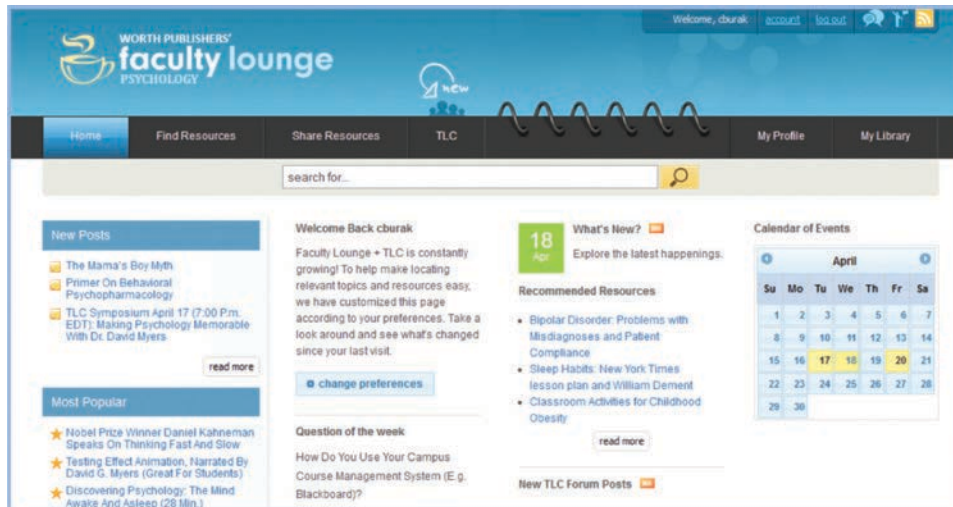 Welcome, cburak
account
log out
WORTH PUBLISHERS'
faculty lounge
PSYCHOLOGY
new
Home
Find Resources
Share Resources
TLC
My Profile
My Library
search for...
New Posts
The Mama's Boy Myth
Primer On Behavioral
Psychopharmacology
TLC Symposium April 17 (7:00 P.m.
EDT): Making Psychology Memorable
With Dr. David Myers
read more
Most Popular
Nobel Prize Winner Daniel Kahneman
Speaks On Thinking Fast And Slow
Testing Effect Animation, Narrated By
David G. Myers (Great For Students)
Discovering Psychology: The Mind
Awake And Asleep (28 Min.)
Welcome Back cburak
Faculty Lounge + TLC is constantly
growing! To help make locating
relevant topics and resources easy,
we have customized this page
according to your preferences. Take a
look around and see what's changed
since your last visit.
change preferences
Question of the week
How Do You Use Your Campus
Course Management System (E.g.
Blackboard)?
18
Apr
What's New?
Explore the latest happenings.
Recommended Resources
Bipolar Disorder: Problems with
Misdiagnoses and Patient
Compliance
Sleep Habits: New York Times
lesson plan and William Dement
Classroom Activities for Childhood
Obesity
read more
New TLC Forum Posts
Calendar of Events
April
Su Mo Tu We Th Fr Sa
1 2 3 4 5 6 7
8 9 10 11 12 13 14
15 16 17 18 19 20 21
22 23 24 25 26 27 28
29 30